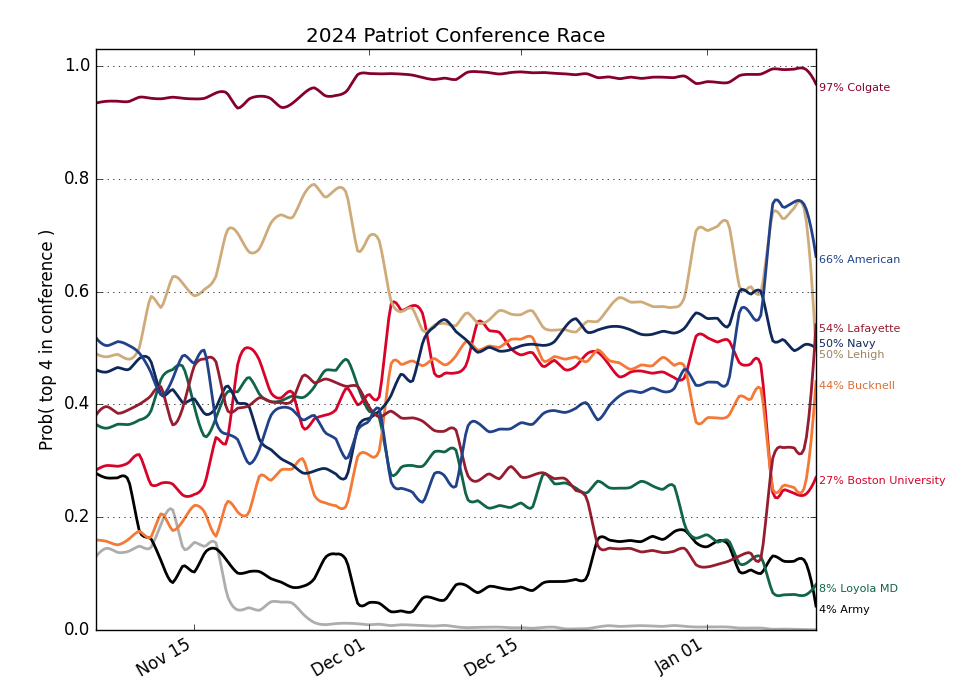 2024 Patriot Conference Race
Prob( top 4 in conference )
1.0
0.8
0.6
0.4
0.2
0.0
Nov 15
Dec 01
Dec 15
Jan 01
97% Colgate
66% American
54% Lafayette
50% Navy
50% Lehigh
44% Bucknell
27% Boston University
8% Loyola MD
4% Army